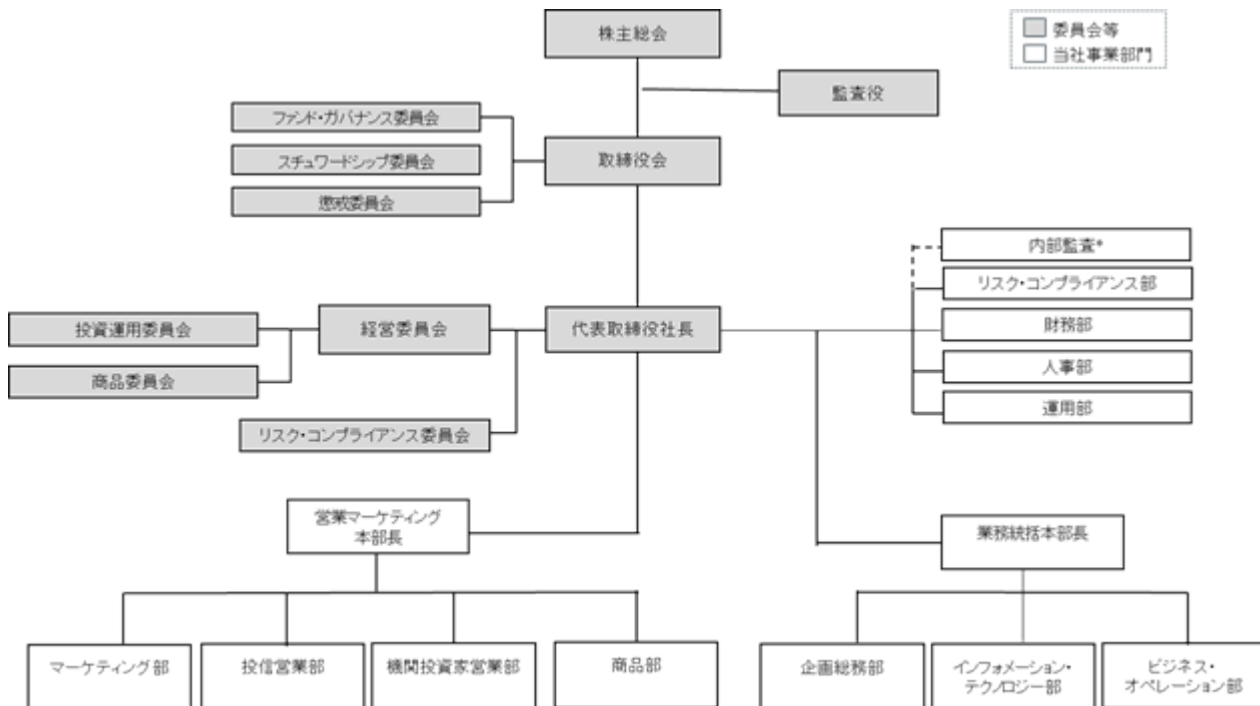 株主総会
委員会等
当社事業部門
監査役
ファンド・ガバナンス委員会
スチュワードシップ委員会
懲戒委員会
取締役会
内部監査*
リスク・コンプライアンス部
財務部
人事部
運用部
投資運用委員会
経営委員会
代表取締役社長
商品委員会
リスク・コンプライアンス委員会
営業マーケティング
本部長
業務統括本部長
マーケティング部
投信営業部
機関投資家営業部
商品部
企画総務部
インフォメーション・
テクノロジー部
ビジネス・
オペレーション部